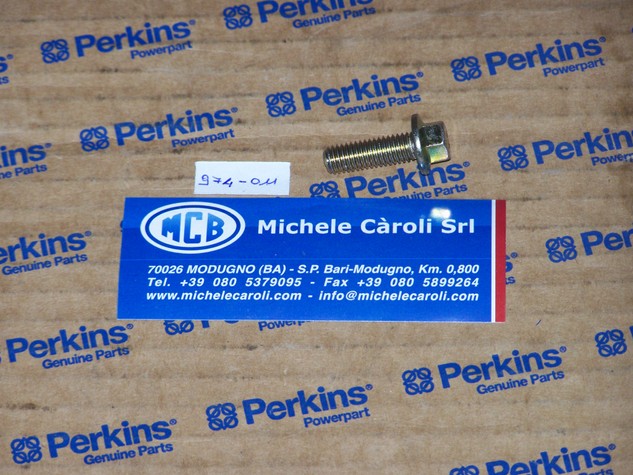 Perkins
Powerpart
Perkins
Genuine Parts
Perkins
Powerpart
Perkins
Genuine Parts
Perkins
Powerpart
Perkins
Genuine Parts
974-011
MCB
Michele Càroli Srl
70026 MODUGNO (BA) - S.P. Bari-Modugno, Km. 0,800
Tel. +39 080 5379095 - Fax +39 080 5899264
www.michelecaroli.com - info@michelecaroli.com
Perkins
Genuine Parts
Perkins
Genuine Parts
Perkins
Genuine Parts
Perkins
Powerpart
Perkins
Genuine Parts
Perkins